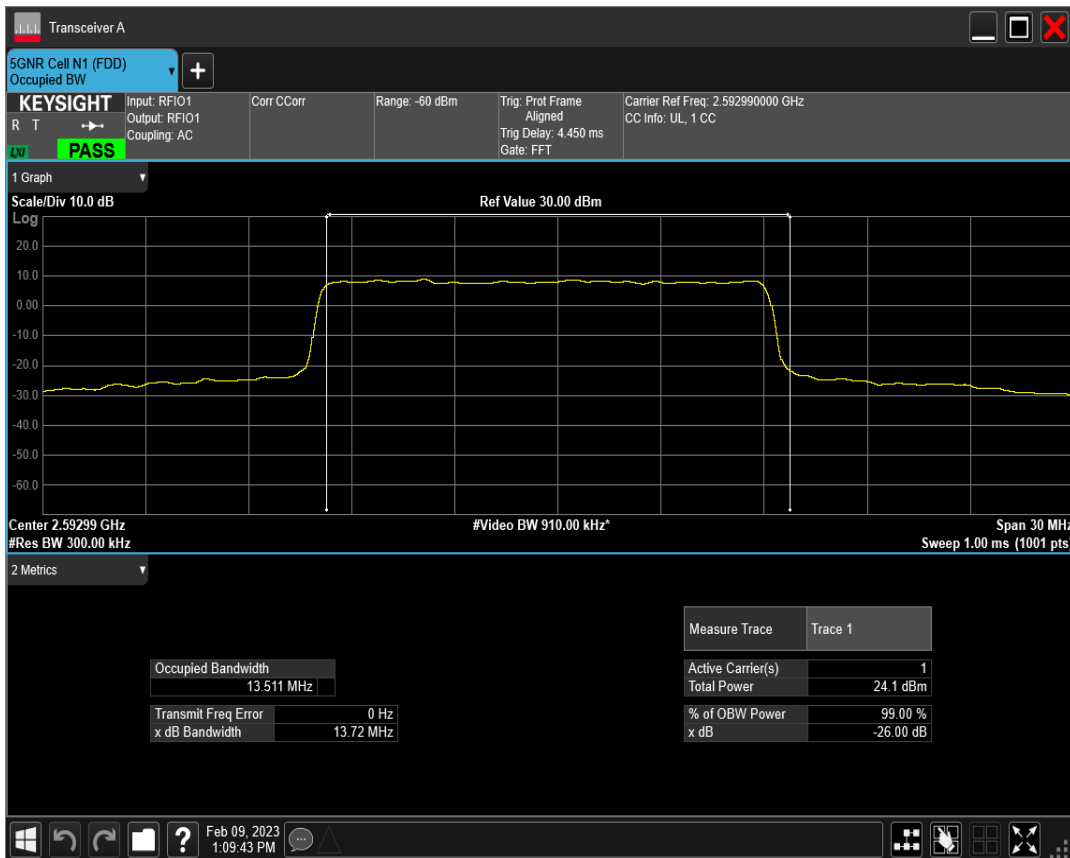 Transceiver A
5GNR Cell N1 (FDD)
Occupied BW
+
KEYSIGHT
R T
LXI
PASS
Input: RFIO1
Output: RFIO1
Coupling: AC
Corr CCorr
Range: -60 dBm
Trig: Prot Frame
Aligned
Trig Delay: 4.450 ms
Gate: FFT
Carrier Ref Freq: 2.592990000 GHz
CC Info: UL, 1 CC
1 Graph
Scale/Div 10.0 dB
Ref Value 30.00 dBm
Log
20.0
10.0
0.00
-10.0
-20.0
-30.0
-40.0
-50.0
-60.0
Center 2.59299 GHz
#Video BW 910.00 kHz*
Span 30 MHz
#Res BW 300.00 kHz
Sweep 1.00 ms (1001 pts)
2 Metrics
Measure Trace Trace 1
Occupied Bandwidth
13.511 MHz
Active Carrier(s) 1
Total Power 24.1 dBm
Transmit Freq Error 0 Hz
x dB Bandwidth 13.72 MHz
% of OBW Power 99.00 %
x dB -26.00 dB
?
Feb 09, 2023
1:09:43 PM